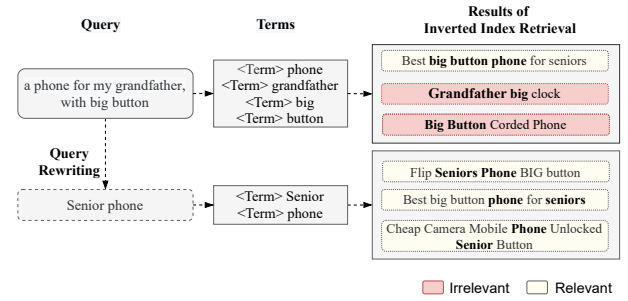 Query
Terms
Results of
Inverted Index Retrieval
a phone for my grandfather,
with big button
<Term> phone
<Term> grandfather
<Term> big
<Term> button
Best big button phone for seniors
Grandfather big clock
Big Button Corded Phone
Query
Rewriting
Senior phone
<Term> Senior
<Term> phone
Flip Seniors Phone BIG button
Best big button phone for seniors
Cheap Camera Mobile Phone Unlocked
Senior Button
Irrelevant
Relevant